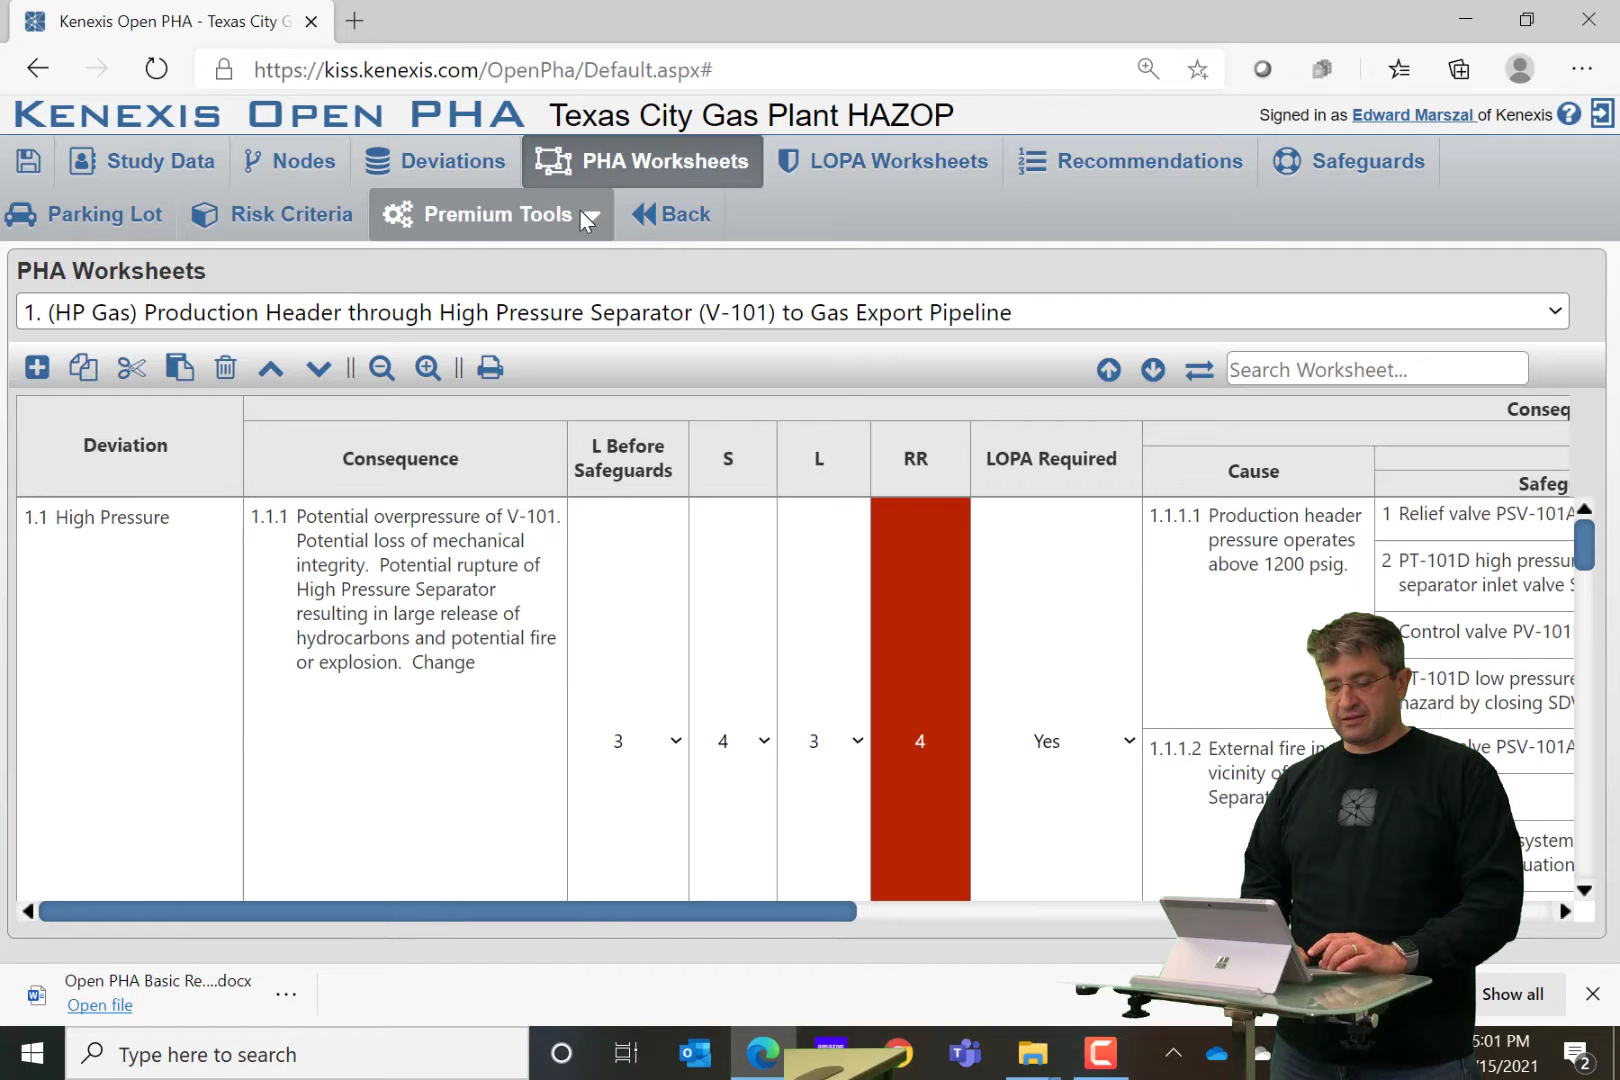 Kenexis Open PHA - Texas City G
https://kiss.kenexis.com/OpenPha/Default.aspx#
KENEXIS OPEN PHA Texas City Gas Plant HAZOP
Signed in as Edward Marszal of Kenexis
Study Data
Nodes
Deviations
PHA Worksheets
LOPA Worksheets
Recommendations
Safeguards
Parking Lot
Risk Criteria
Premium Tools
Back
PHA Worksheets
1. (HP Gas) Production Header through High Pressure Separator (V-101) to Gas Export Pipeline
Search Worksheet...
Deviation
Consequence
L Before
Safeguards
S
L
RR
LOPA Required
Conseq
Cause
Safeg
1.1 High Pressure
1.1.1 Potential overpressure of V-101.
Potential loss of mechanical
integrity. Potential rupture of
High Pressure Separator
resulting in large release of
hydrocarbons and potential fire
or explosion. Change
3
4
3
4
Yes
1.1.1.1 Production header
pressure operates
above 1200 psig.
1 Relief valve PSV-101A
2 PT-101D high pressu
separator inlet valve S
Control valve PV-101
T-101D low pressure
hazard by closing SDV
1.1.1.2 External fire in
vicinity of
Separat
ve PSV-101A
system
uation
Open PHA Basic Re....docx
Open file
Show all
Type here to search
amazon
5:01 PM
/15/2021
2